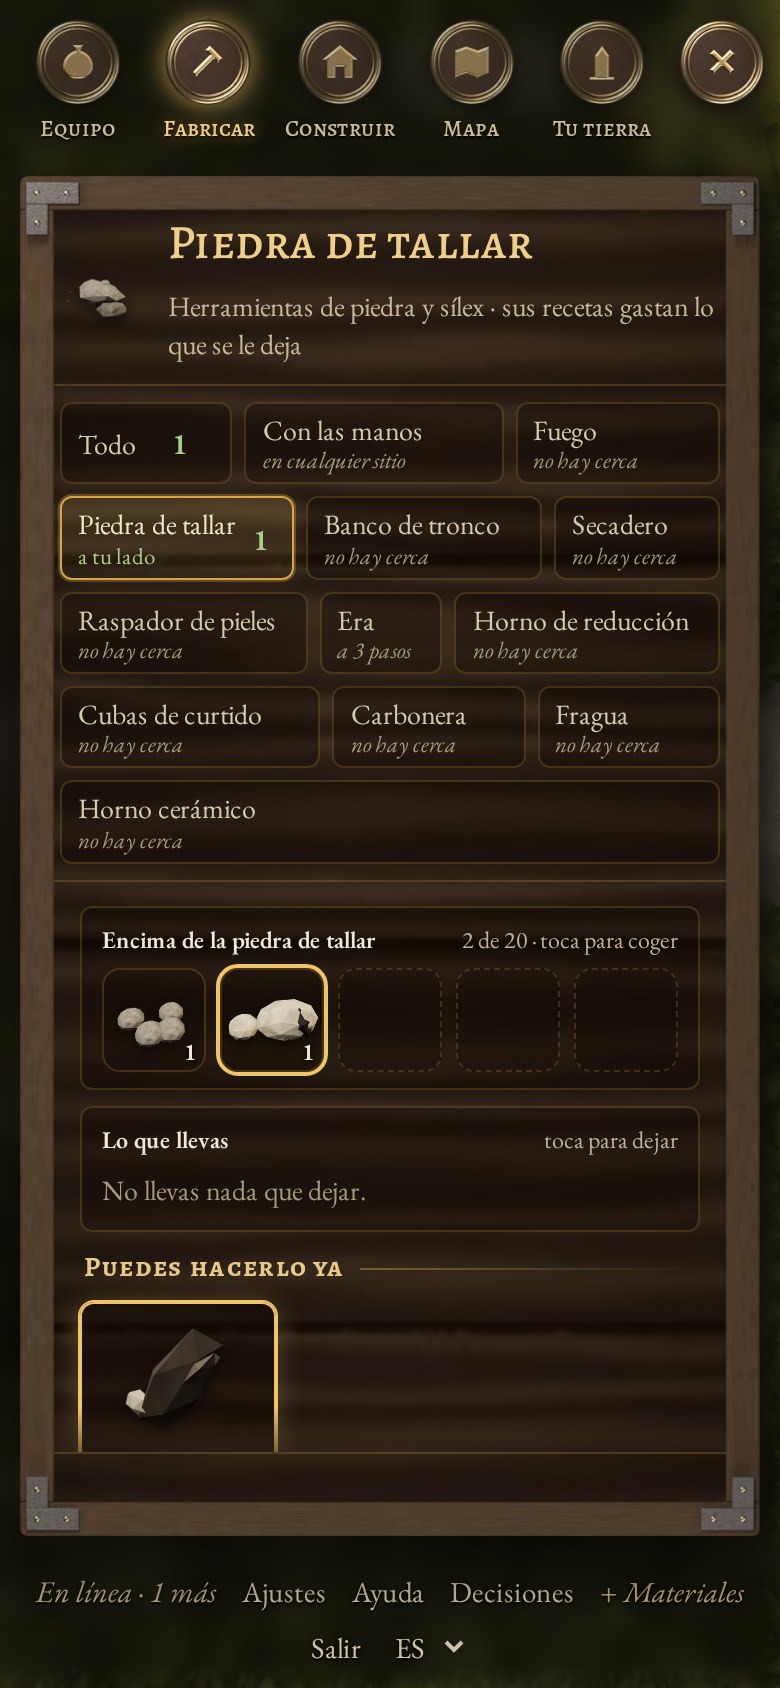 Equipo
Fabricar
Construir
Mapa
Tu tierra
Piedra de tallar
Herramientas de piedra y sílex · sus recetas gastan lo
que se le deja
Todo 1
Con las manos
en cualquier sitio
Fuego
no hay cerca
Piedra de tallar 1
a tu lado
Banco de tronco
no hay cerca
Secadero
no hay cerca
Raspador de pieles
no hay cerca
Era
a 3 pasos
Horno de reducción
no hay cerca
Cubas de curtido
no hay cerca
Carbonera
no hay cerca
Fragua
no hay cerca
Horno cerámico
no hay cerca
Encima de la piedra de tallar
2 de 20 · toca para coger
1
1
Lo que llevas
toca para dejar
No llevas nada que dejar.
Puedes hacerlo ya
En línea · 1 más Ajustes Ayuda Decisiones + Materiales
Salir ES